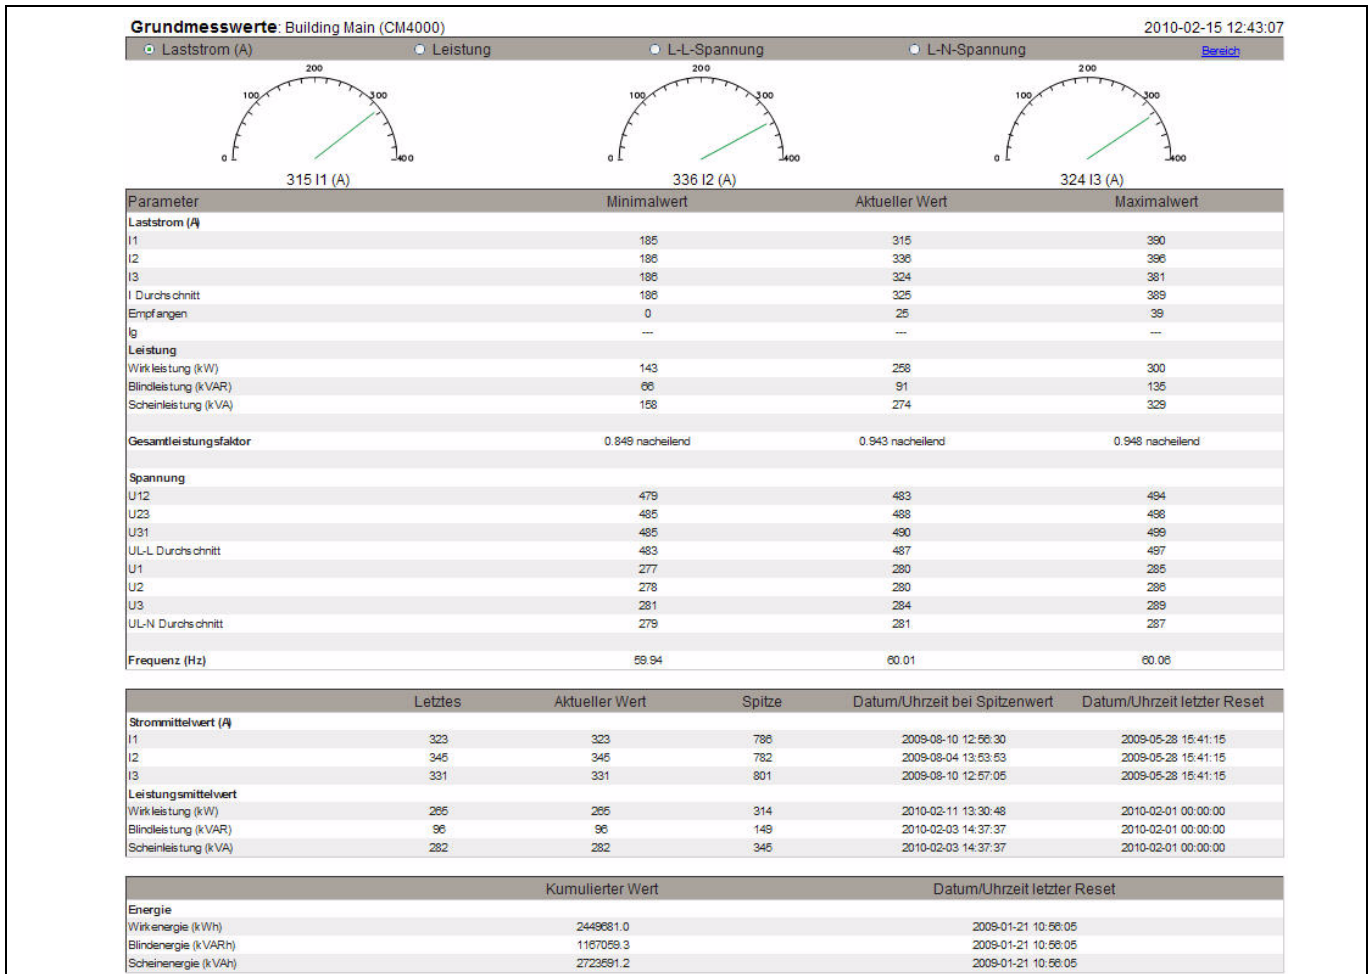 Grundmesswerte: Building Main (CM4000) 2010-02-15 12:43:07
Laststrom (A) Leistung L-L-Spannung L-N-Spannung Bereich
200 200 200
100 300 100 300 100 300
0 400 0 400 0 400
315 I1 (A) 336 I2 (A) 324 I3 (A)
Parameter Minimalwert Aktueller Wert Maximalwert
Laststrom (A)
I1 185 315 390
I2 186 336 396
I3 186 324 381
I Durchschnitt 186 325 389
Empfangen 0 25 39
Ig --- --- ---
Leistung
Wirkleistung (kW) 143 258 300
Blindleistung (kVAR) 66 91 135
Scheinleistung (kVA) 158 274 329
Gesamtleistungsfaktor 0.849 nacheilend 0.943 nacheilend 0.948 nacheilend
Spannung
U12 479 483 494
U23 485 488 498
U31 485 490 499
UL-L Durchschnitt 483 487 497
U1 277 280 285
U2 278 280 286
U3 281 284 289
UL-N Durchschnitt 279 281 287
Frequenz (Hz) 59.94 60.01 60.06
Letztes Aktueller Wert Spitze Datum/Uhrzeit bei Spitzenwert Datum/Uhrzeit letzter Reset
Strommittelwert (A)
I1 323 323 786 2009-08-10 12:56:30 2009-05-28 15:41:15
I2 345 345 782 2009-08-04 13:53:53 2009-05-28 15:41:15
I3 331 331 801 2009-08-10 12:57:05 2009-05-28 15:41:15
Leistungsmittelwert
Wirkleistung (kW) 265 265 314 2010-02-11 13:30:48 2010-02-01 00:00:00
Blindleistung (kVAR) 96 96 149 2010-02-03 14:37:37 2010-02-01 00:00:00
Scheinleistung (kVA) 282 282 345 2010-02-03 14:37:37 2010-02-01 00:00:00
Kumulierter Wert Datum/Uhrzeit letzter Reset
Energie
Wirkenergie (kWh) 2449681.0 2009-01-21 10:56:05
Blindenergie (kVARh) 1167059.3 2009-01-21 10:56:05
Scheinenergie (kVAh) 2723591.2 2009-01-21 10:56:05